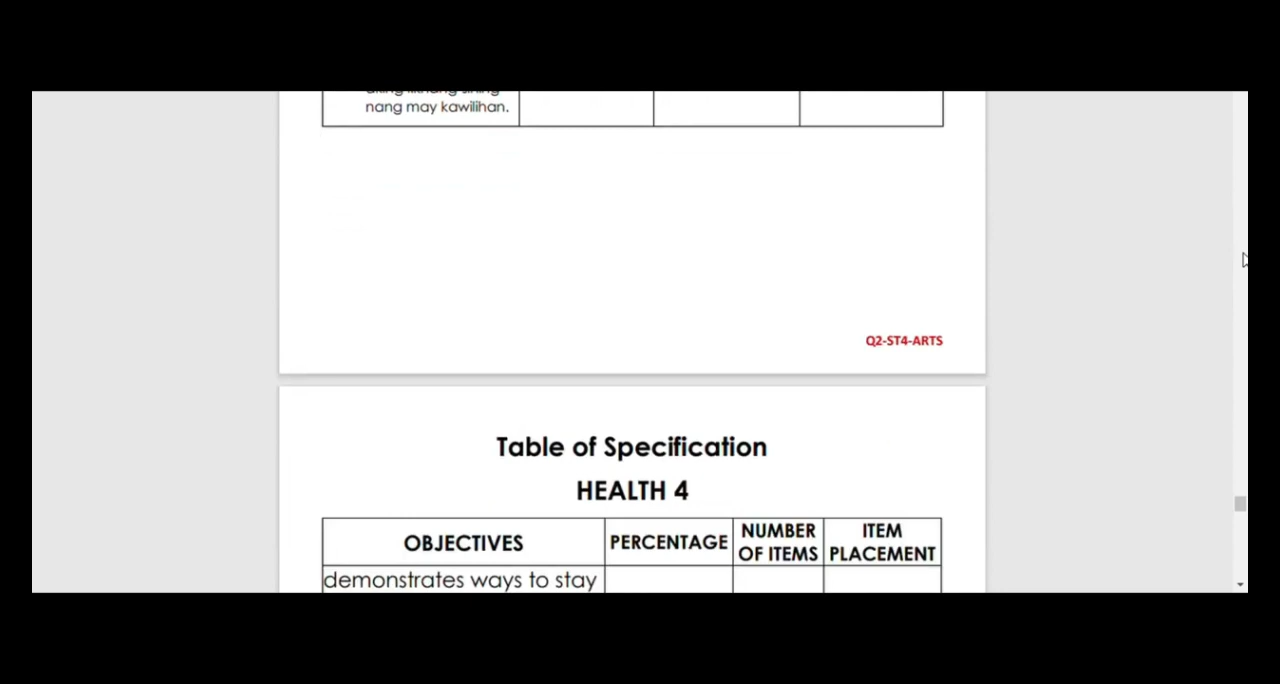 nang may kawilihan.
Q2-ST4-ARTS
Table of Specification
HEALTH 4
OBJECTIVES PERCENTAGE NUMBER OF ITEMS ITEM PLACEMENT
demonstrates ways to stay